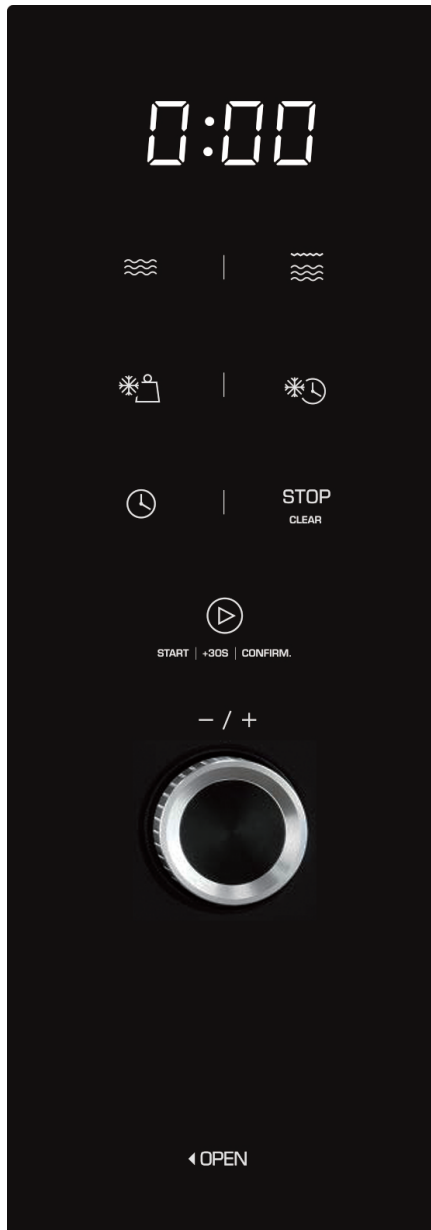 0:00
STOP
CLEAR
START | +30S | CONFIRM.
- / +
OPEN